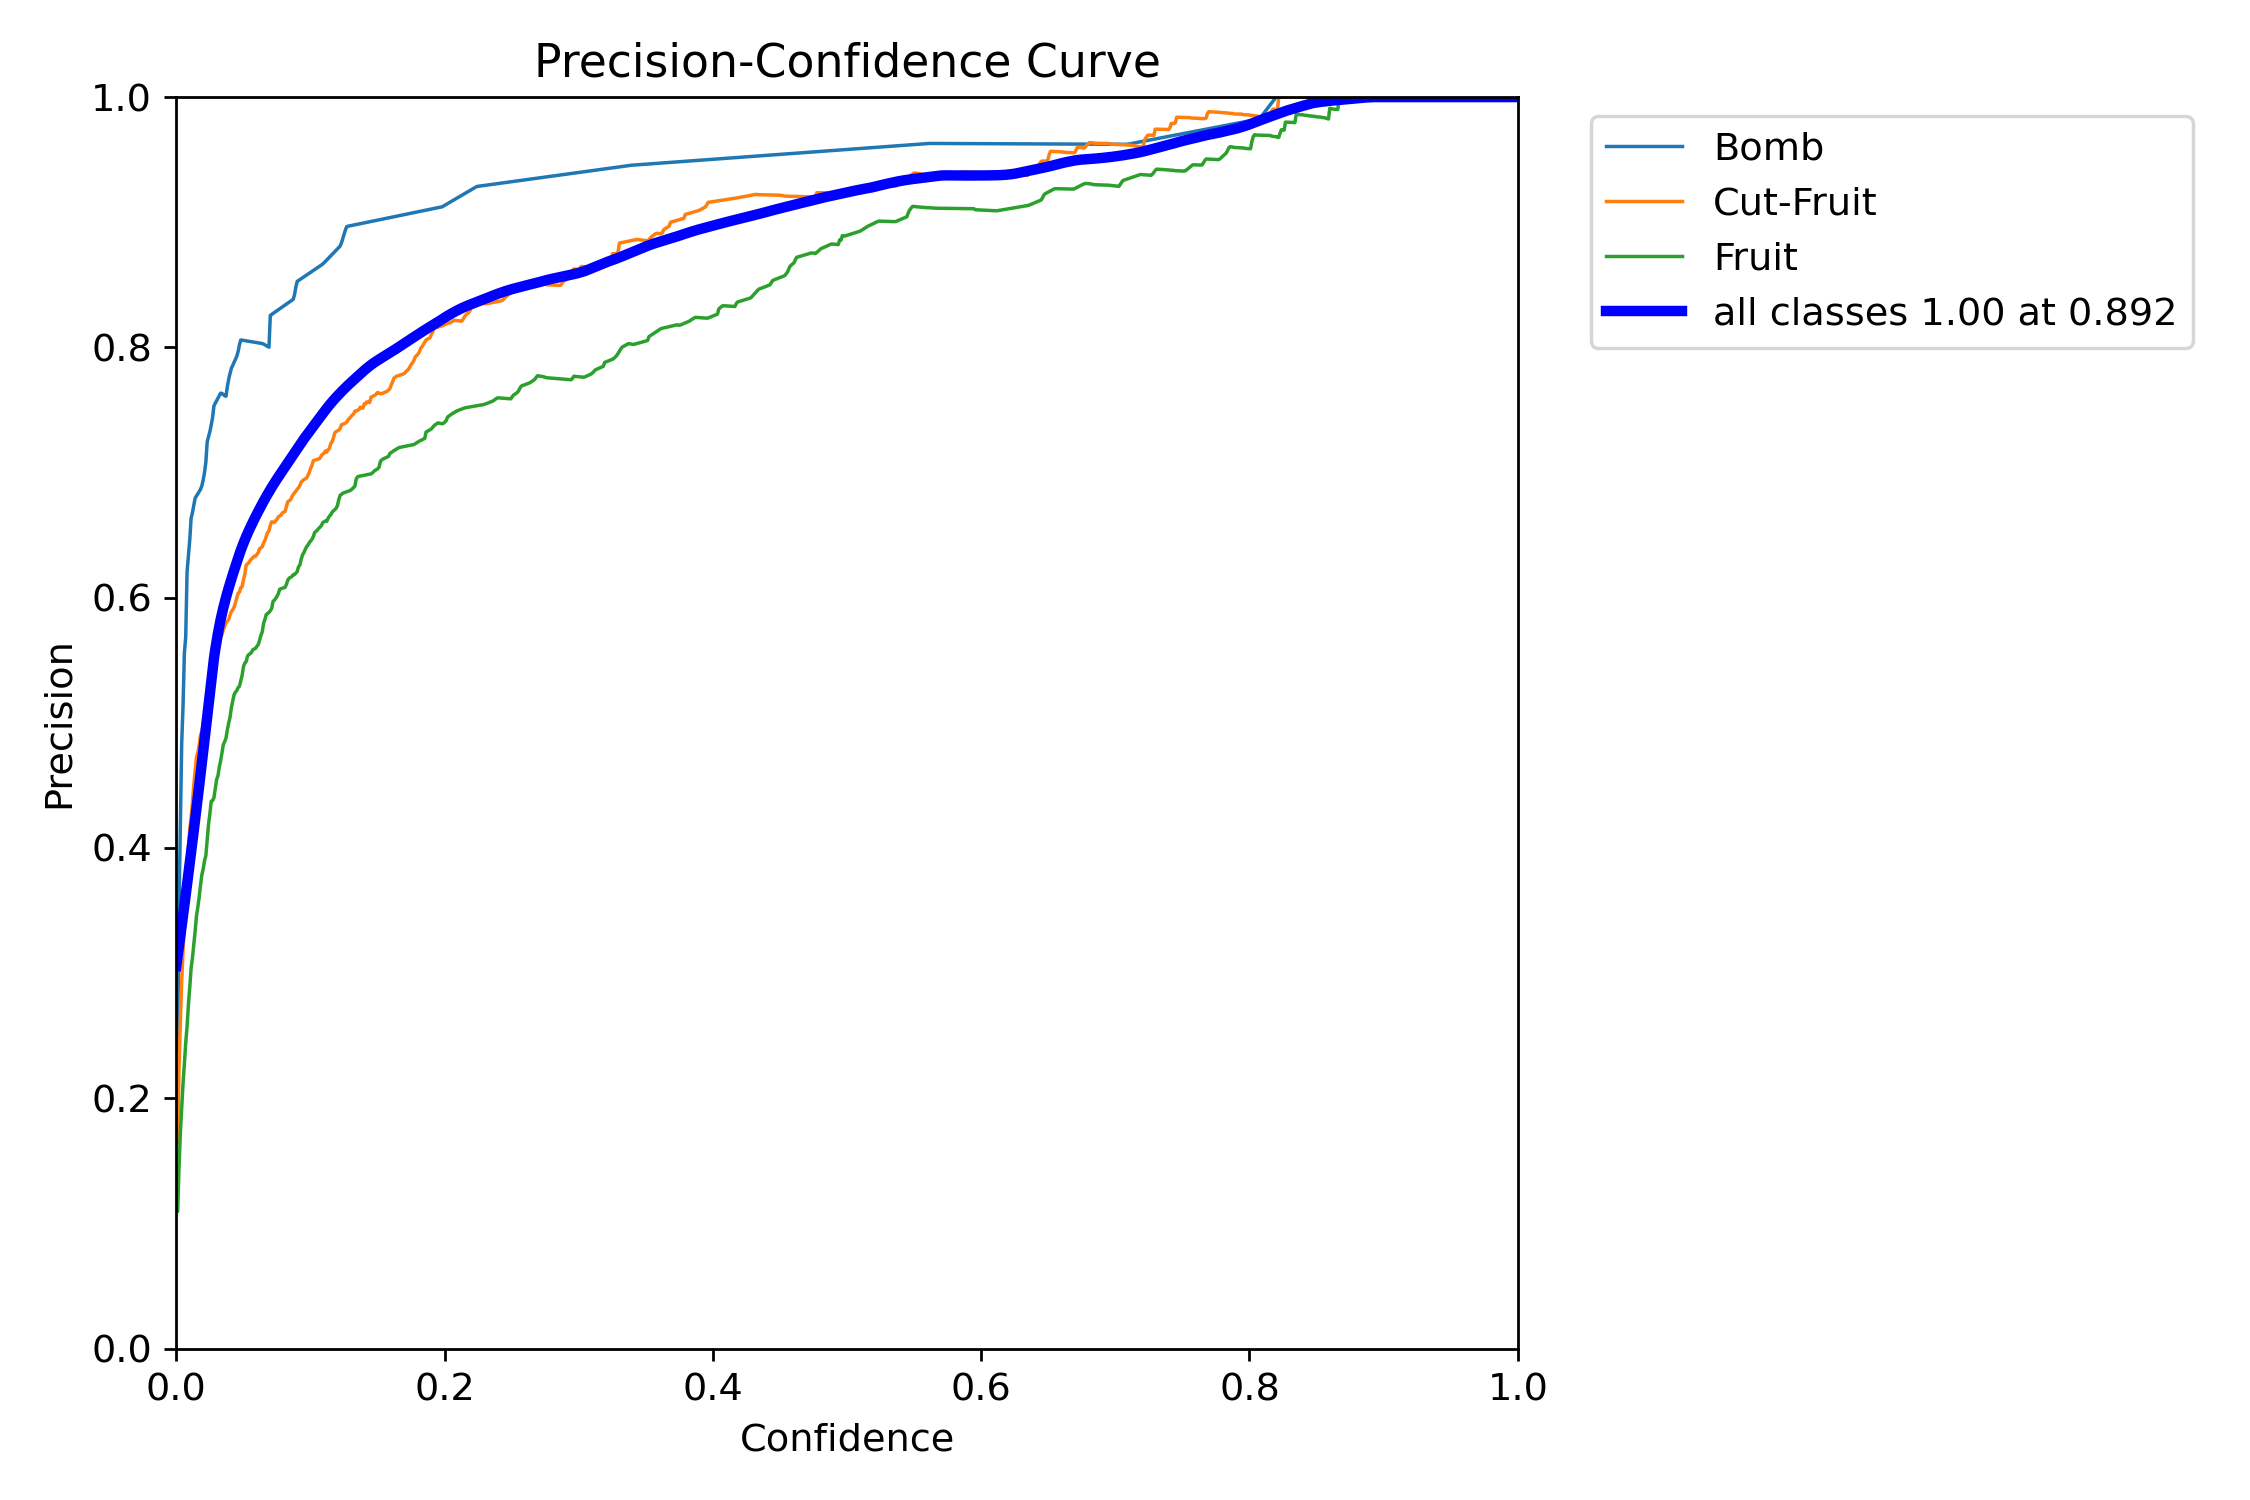 Precision-Confidence Curve
1.0
0.8
0.6
0.4
0.2
0.0
Precision
0.0 0.2 0.4 0.6 0.8 1.0
Confidence
Bomb
Cut-Fruit
Fruit
all classes 1.00 at 0.892